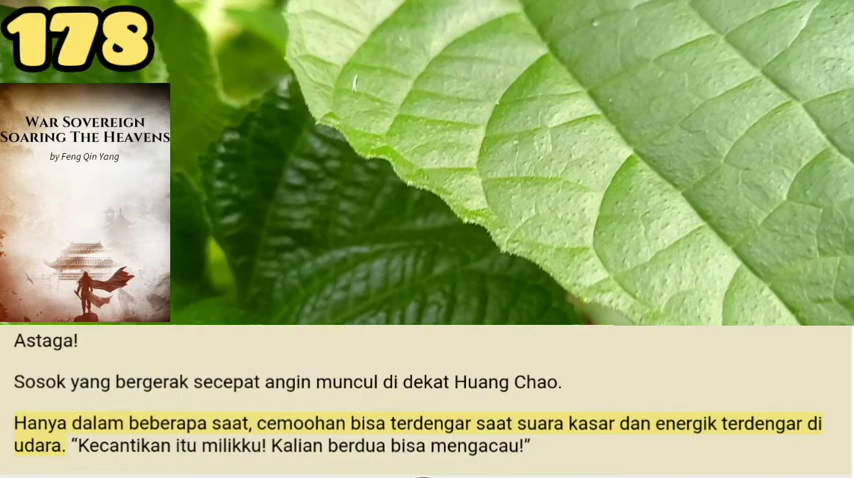 178
WAR SOVEREIGN
SOARING THE HEAVENS
by Feng Qin Yang
Astaga!
Sosok yang bergerak secepat angin muncul di dekat Huang Chao.
Hanya dalam beberapa saat, cemoohan bisa terdengar saat suara kasar dan energik terdengar di
udara. “Kecantikan itu milikku! Kalian berdua bisa mengacau!”